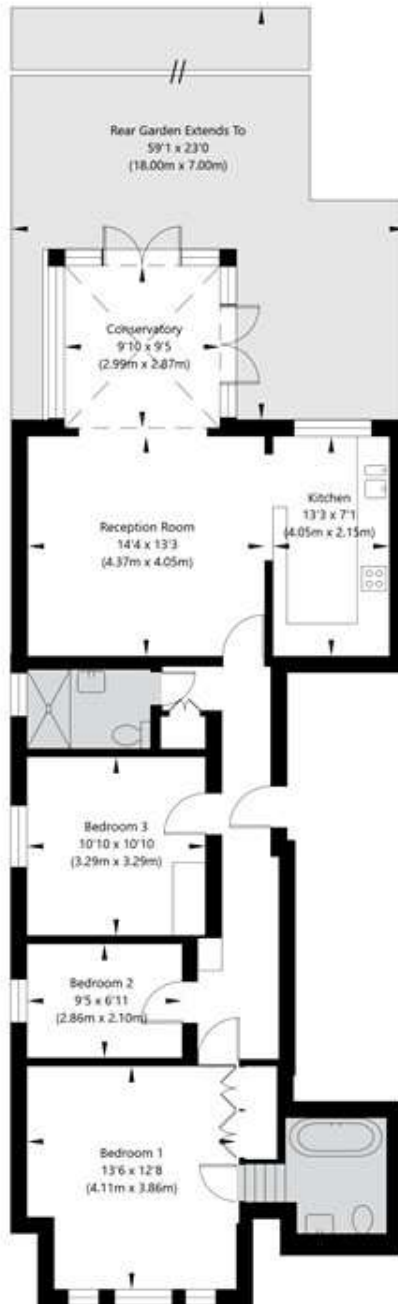 Rear Garden Extends To
59'1 x 23'0
(18.00m x 7.00m)
Conservatory
9'10 x 9'5
(2.99m x 2.87m)
Reception Room
14'4 x 13'3
(4.37m x 4.05m)
Kitchen
13'3 x 7'1
(4.05m x 2.15m)
Bedroom 3
10'10 x 10'10
(3.29m x 3.29m)
Bedroom 2
9'5 x 6'11
(2.86m x 2.10m)
Bedroom 1
13'6 x 12'8
(4.11m x 3.86m)